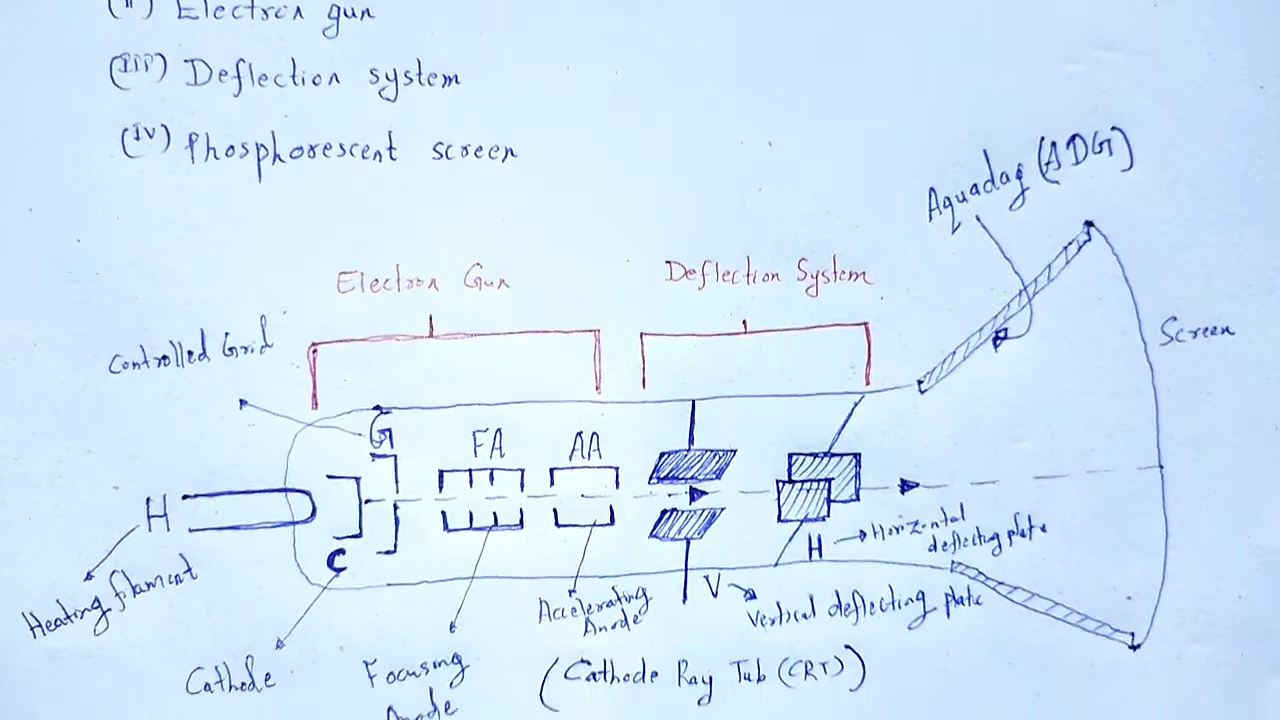 (ii) Electron gun
(iii) Deflection system
(iv) Phosphorescent screen
Aquadag (ADG)
Electron Gun
Deflection System
Controlled Grid
Screen
G
FA
AA
H
C
H → Horizontal
deflecting plate
Heating filament
Accelerating
Anode
V
Vertical deflecting plate
Cathode
Focusing
Anode
(Cathode Ray Tub (CRT))